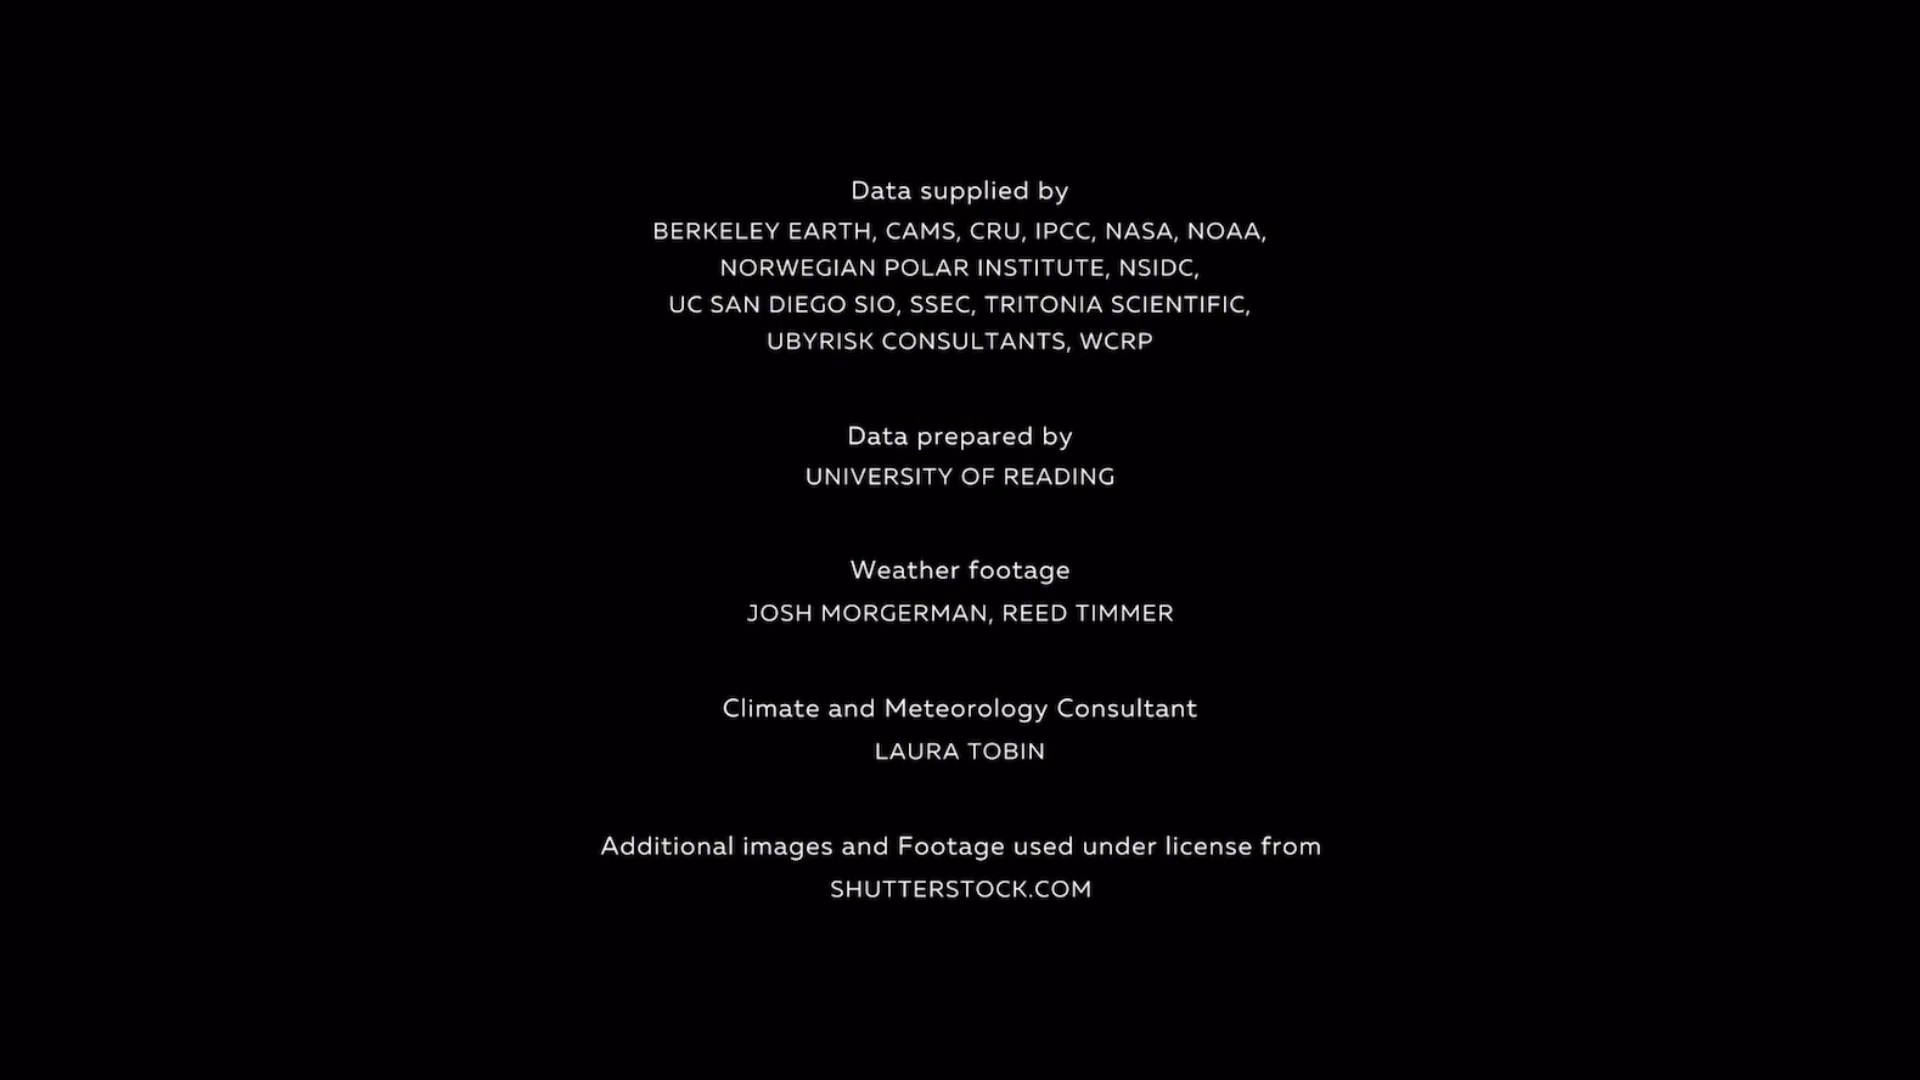 Data supplied by
BERKELEY EARTH, CAMS, CRU, IPCC, NASA, NOAA,
NORWEGIAN POLAR INSTITUTE, NSIDC,
UC SAN DIEGO SIO, SSEC, TRITONIA SCIENTIFIC,
UBYRISK CONSULTANTS, WCRP
Data prepared by
UNIVERSITY OF READING
Weather footage
JOSH MORGERMAN, REED TIMMER
Climate and Meteorology Consultant
LAURA TOBIN
Additional images and Footage used under license from
SHUTTERSTOCK.COM